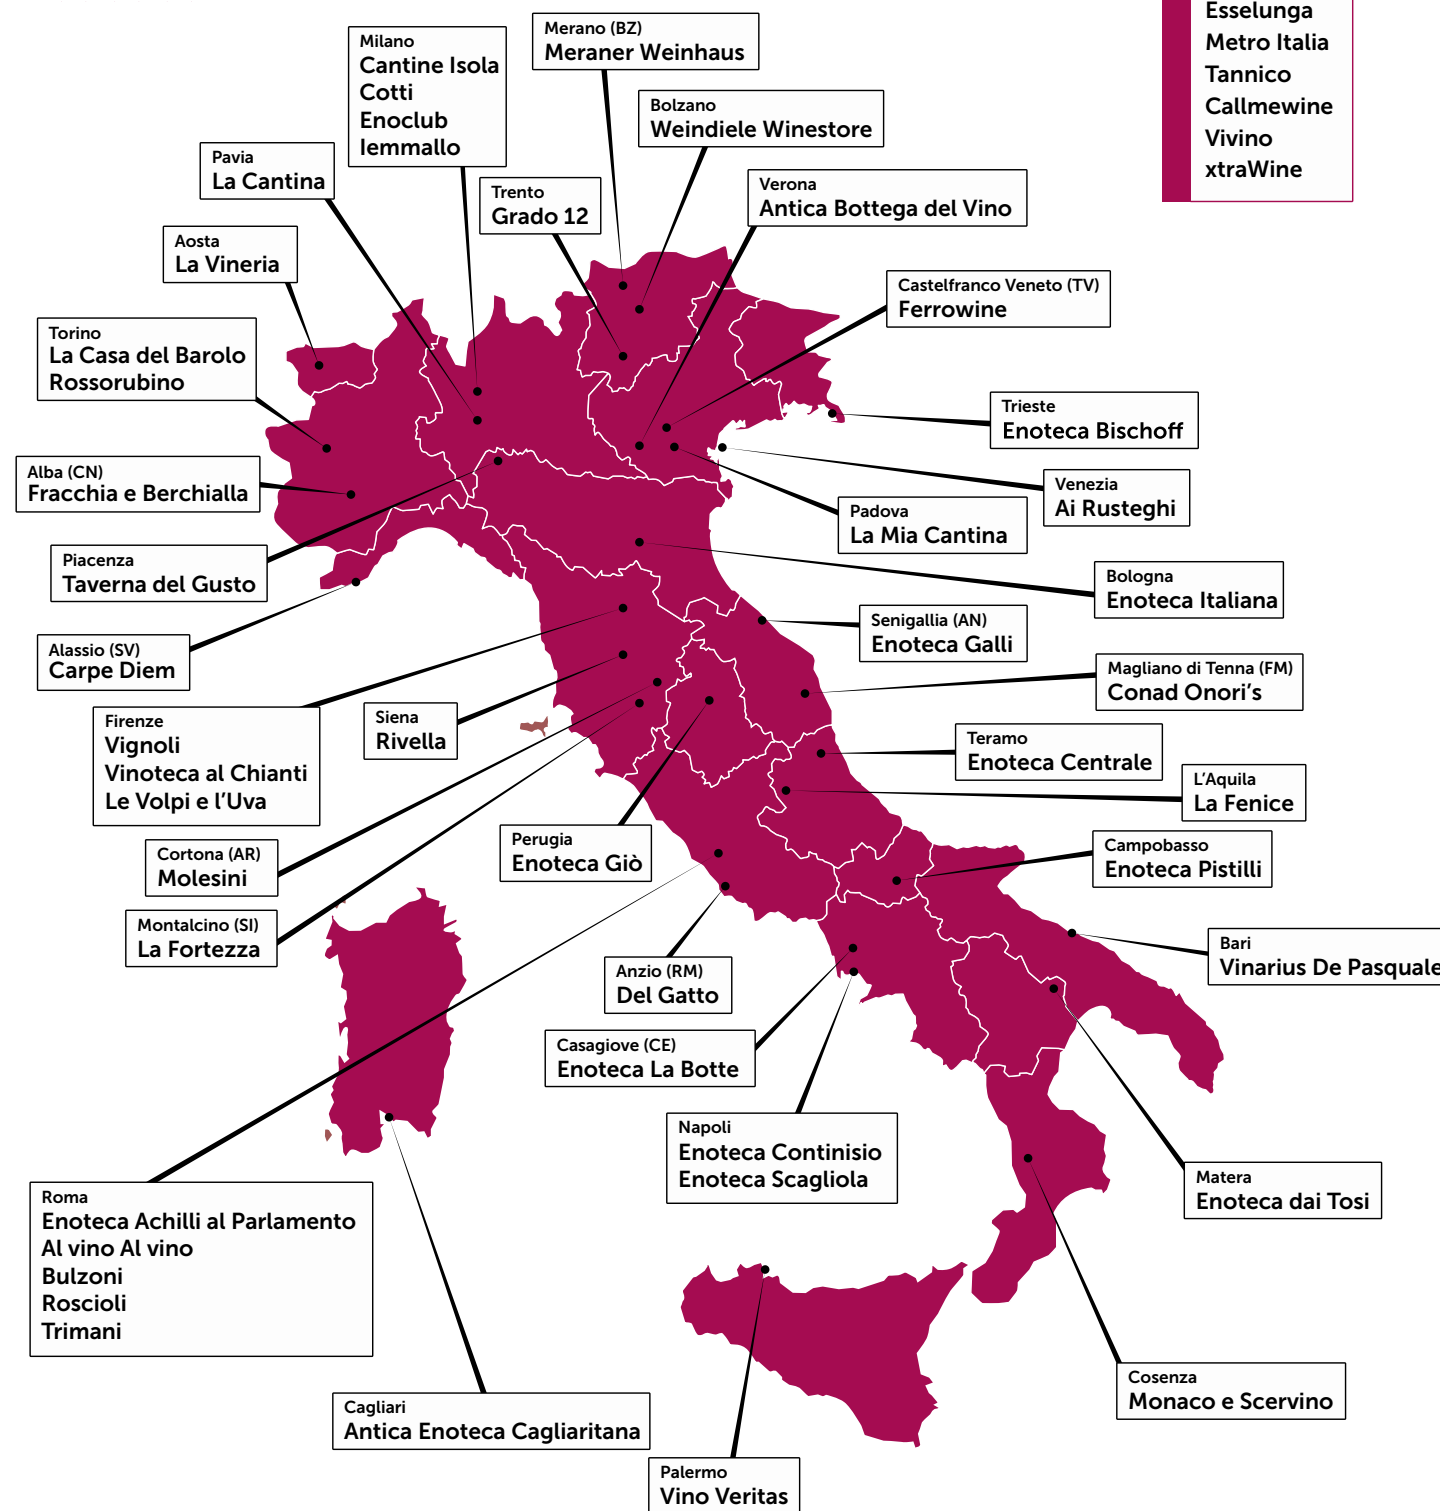 Esselunga
Metro Italia
Tannico
Callmewine
Vivino
xtraWine
Merano (BZ)
Meraner Weinhaus
Milano
Cantine Isola
Cotti
Enoclub
Iemmallo
Bolzano
Weindiele Winestore
Pavia
La Cantina
Trento
Grado 12
Verona
Antica Bottega del Vino
Aosta
La Vineria
Castelfranco Veneto (TV)
Ferrowine
Torino
La Casa del Barolo
Rossorubino
Trieste
Enoteca Bischoff
Alba (CN)
Fracchia e Berchialla
Venezia
Ai Rusteghi
Padova
La Mia Cantina
Piacenza
Taverna del Gusto
Bologna
Enoteca Italiana
Senigallia (AN)
Enoteca Galli
Alassio (SV)
Carpe Diem
Magliano di Tenna (FM)
Conad Onori's
Firenze
Vignoli
Vinoteca al Chianti
Le Volpi e l'Uva
Siena
Rivella
Teramo
Enoteca Centrale
L'Aquila
La Fenice
Perugia
Enoteca Giò
Campobasso
Enoteca Pistilli
Cortona (AR)
Molesini
Montalcino (SI)
La Fortezza
Bari
Vinarius De Pasquale
Anzio (RM)
Del Gatto
Casagiove (CE)
Enoteca La Botte
Napoli
Enoteca Continisio
Enoteca Scagliola
Matera
Enoteca dai Tosi
Roma
Enoteca Achilli al Parlamento
Al vino Al vino
Bulzoni
Roscioli
Trimani
Cosenza
Monaco e Scervino
Cagliari
Antica Enoteca Cagliaritana
Palermo
Vino Veritas